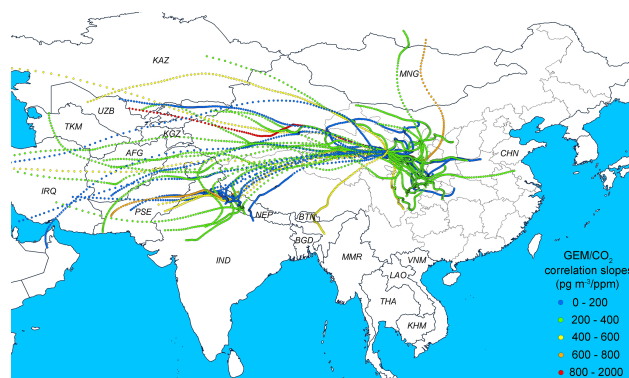 KAZ
MNG
UZB
TKM
KGZ
AFG
CHN
IRQ
PSE
NEP
BTN
BGD
IND
MMR
VNM
LAO
THA
KHM
GEM/CO₂
correlation slopes
(pg m⁻³/ppm)
0 - 200
200 - 400
400 - 600
600 - 800
800 - 2000